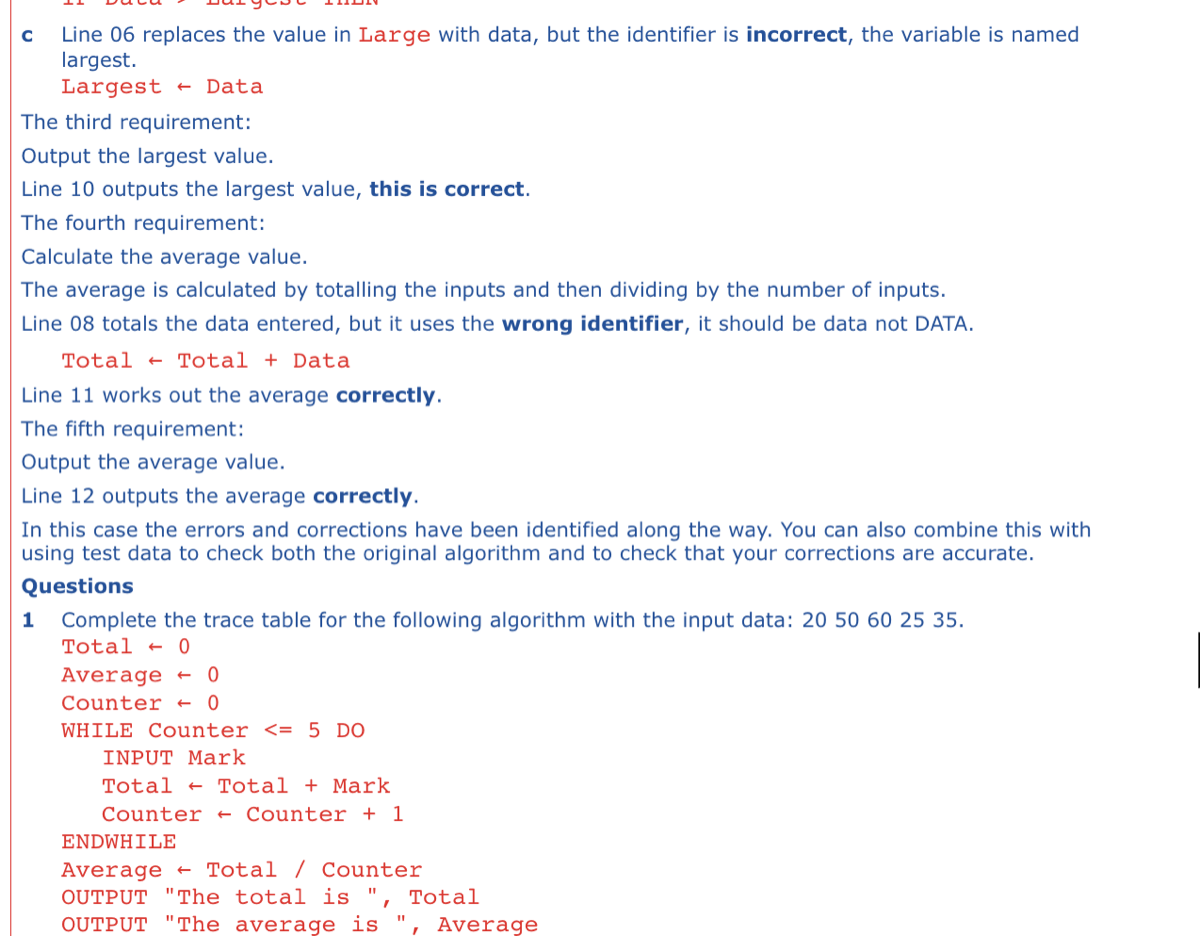 IF Data > Largest THEN
c Line 06 replaces the value in Large with data, but the identifier is incorrect, the variable is named
largest.
Largest ← Data
The third requirement:
Output the largest value.
Line 10 outputs the largest value, this is correct.
The fourth requirement:
Calculate the average value.
The average is calculated by totalling the inputs and then dividing by the number of inputs.
Line 08 totals the data entered, but it uses the wrong identifier, it should be data not DATA.
Total ← Total + Data
Line 11 works out the average correctly.
The fifth requirement:
Output the average value.
Line 12 outputs the average correctly.
In this case the errors and corrections have been identified along the way. You can also combine this with
using test data to check both the original algorithm and to check that your corrections are accurate.
Questions
1 Complete the trace table for the following algorithm with the input data: 20 50 60 25 35.
Total ← 0
Average ← 0
Counter ← 0
WHILE Counter <= 5 DO
INPUT Mark
Total ← Total + Mark
Counter ← Counter + 1
ENDWHILE
Average ← Total / Counter
OUTPUT "The total is ", Total
OUTPUT "The average is ", Average